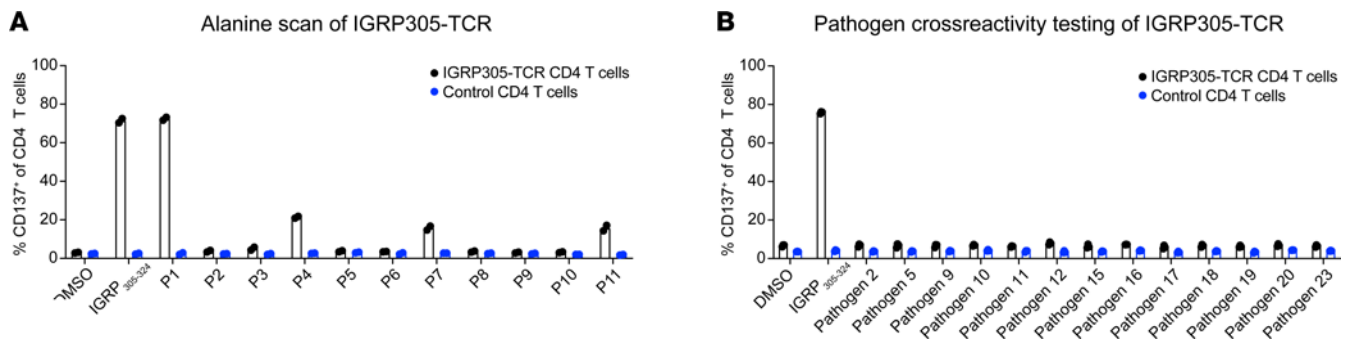 A
Alanine scan of IGRP305-TCR
% CD137+ of CD4 T cells
100
80
60
40
20
0
IGRP305-TCR CD4 T cells
Control CD4 T cells
DMSO
IGRP 305-324
P1
P2
P3
P4
P5
P6
P7
P8
P9
P10
P11
B
Pathogen crossreactivity testing of IGRP305-TCR
% CD137+ of CD4 T cells
100
80
60
40
20
0
IGRP305-TCR CD4 T cells
Control CD4 T cells
DMSO
IGRP 305-324
Pathogen 2
Pathogen 5
Pathogen 9
Pathogen 10
Pathogen 11
Pathogen 12
Pathogen 15
Pathogen 16
Pathogen 17
Pathogen 18
Pathogen 19
Pathogen 20
Pathogen 23